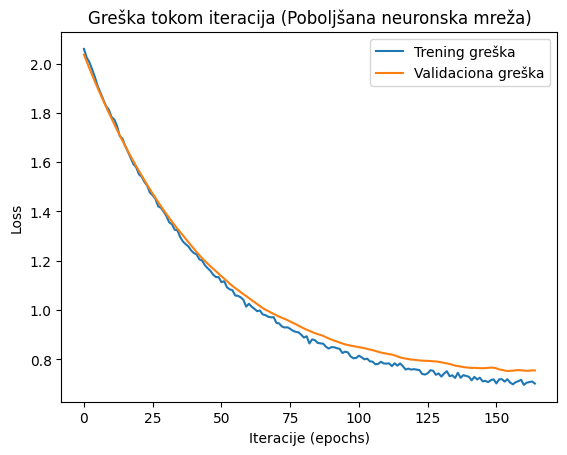 Greška tokom iteracija (Poboljšana neuronska mreža)
Trening greška
Validaciona greška
Loss
2.0
1.8
1.6
1.4
1.2
1.0
0.8
0 25 50 75 100 125 150
Iteracije (epochs)